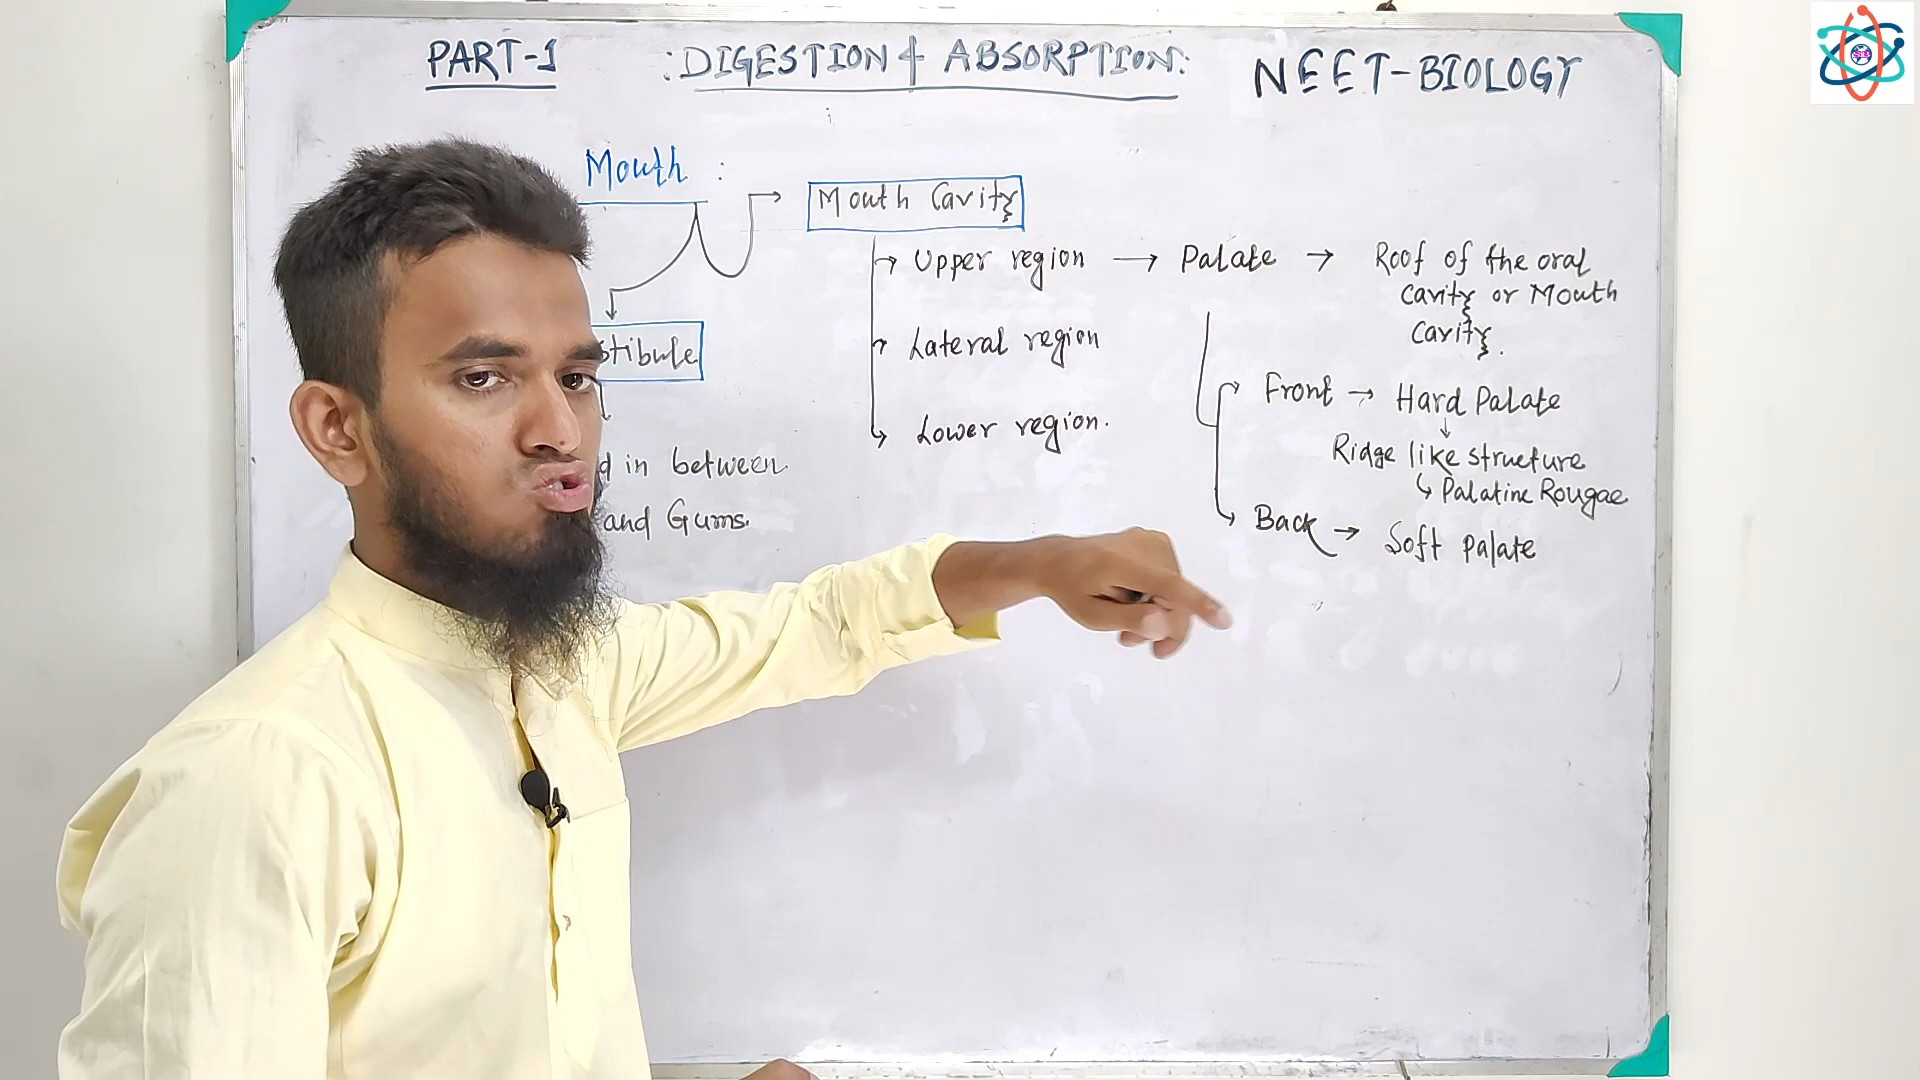 PART-1
:DIGESTION & ABSORPTION:
NEET-BIOLOGY
Mouth :
Mouth Cavity
stibule
d in between
and Gums.
Upper region → Palate → Roof of the oral
cavity or Mouth
Cavity.
Lateral region
Lower region.
Front → Hard Palate
Ridge like structure
Palatine Rougae
Back → Soft palate